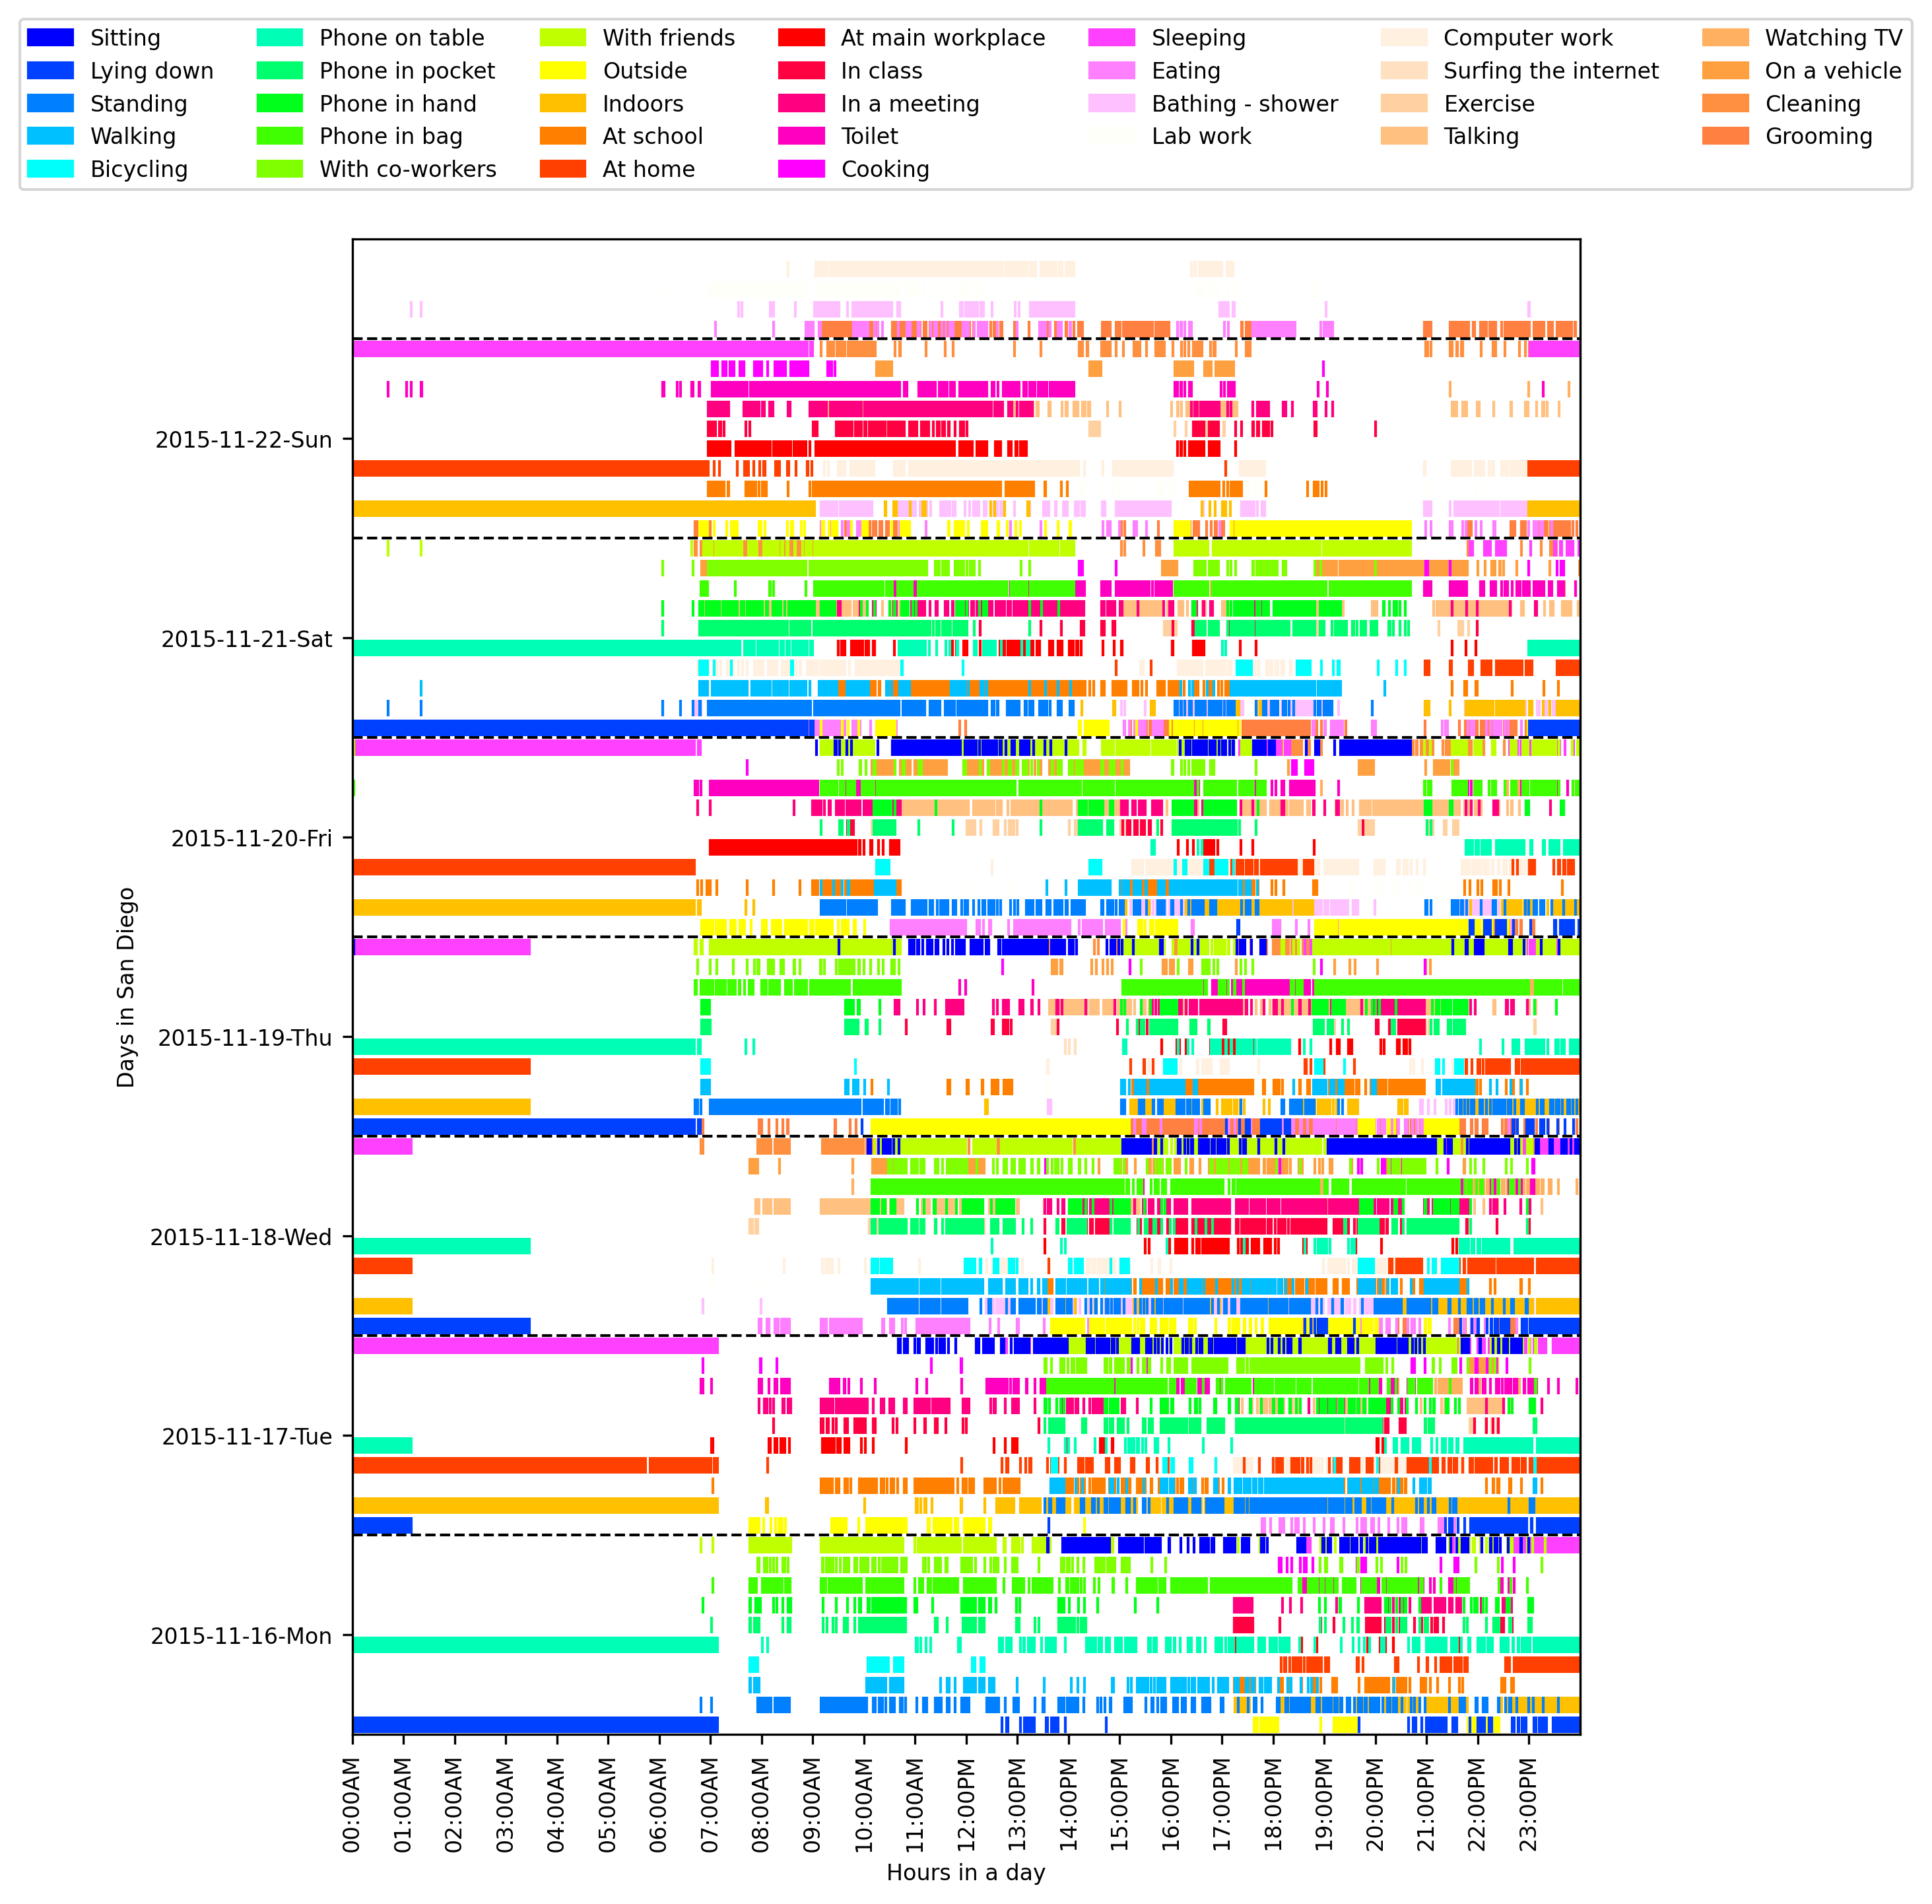 Sitting
Lying down
Standing
Walking
Bicycling
Phone on table
Phone in pocket
Phone in hand
Phone in bag
With co-workers
With friends
Outside
Indoors
At school
At home
At main workplace
In class
In a meeting
Toilet
Cooking
Sleeping
Eating
Bathing - shower
Lab work
Computer work
Surfing the internet
Exercise
Talking
Watching TV
On a vehicle
Cleaning
Grooming
Days in San Diego
2015-11-22-Sun
2015-11-21-Sat
2015-11-20-Fri
2015-11-19-Thu
2015-11-18-Wed
2015-11-17-Tue
2015-11-16-Mon
00:00AM
01:00AM
02:00AM
03:00AM
04:00AM
05:00AM
06:00AM
07:00AM
08:00AM
09:00AM
10:00AM
11:00AM
12:00PM
13:00PM
14:00PM
15:00PM
16:00PM
17:00PM
18:00PM
19:00PM
20:00PM
21:00PM
22:00PM
23:00PM
Hours in a day